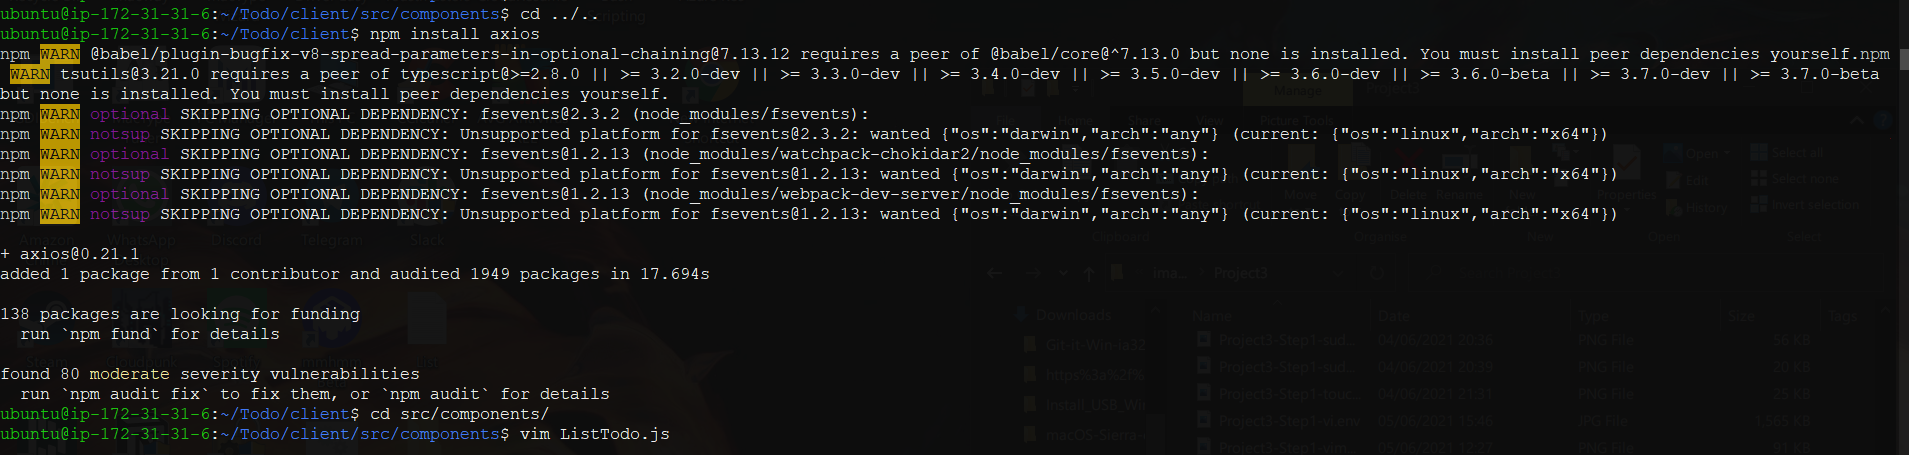 ubuntu@ip-172-31-31-6:~/Todo/client/src/components$ cd ../..
ubuntu@ip-172-31-31-6:~/Todo/client$ npm install axios
npm WARN @babel/plugin-bugfix-v8-spread-parameters-in-optional-chaining@7.13.12 requires a peer of @babel/core@^7.13.0 but none is installed. You must install peer dependencies yourself.npm
WARN tsutils@3.21.0 requires a peer of typescript@>=2.8.0 || >= 3.2.0-dev || >= 3.3.0-dev || >= 3.4.0-dev || >= 3.5.0-dev || >= 3.6.0-dev || >= 3.6.0-beta || >= 3.7.0-dev || >= 3.7.0-beta
but none is installed. You must install peer dependencies yourself.
npm WARN optional SKIPPING OPTIONAL DEPENDENCY: fsevents@2.3.2 (node_modules/fsevents):
npm WARN notsup SKIPPING OPTIONAL DEPENDENCY: Unsupported platform for fsevents@2.3.2: wanted {"os":"darwin","arch":"any"} (current: {"os":"linux","arch":"x64"})
npm WARN optional SKIPPING OPTIONAL DEPENDENCY: fsevents@1.2.13 (node_modules/watchpack-chokidar2/node_modules/fsevents):
npm WARN notsup SKIPPING OPTIONAL DEPENDENCY: Unsupported platform for fsevents@1.2.13: wanted {"os":"darwin","arch":"any"} (current: {"os":"linux","arch":"x64"})
npm WARN optional SKIPPING OPTIONAL DEPENDENCY: fsevents@1.2.13 (node_modules/webpack-dev-server/node_modules/fsevents):
npm WARN notsup SKIPPING OPTIONAL DEPENDENCY: Unsupported platform for fsevents@1.2.13: wanted {"os":"darwin","arch":"any"} (current: {"os":"linux","arch":"x64"})
+ axios@0.21.1
added 1 package from 1 contributor and audited 1949 packages in 17.694s
138 packages are looking for funding
run `npm fund` for details
found 80 moderate severity vulnerabilities
run `npm audit fix` to fix them, or `npm audit` for details
ubuntu@ip-172-31-31-6:~/Todo/client$ cd src/components/
ubuntu@ip-172-31-31-6:~/Todo/client/src/components$ vim ListTodo.js